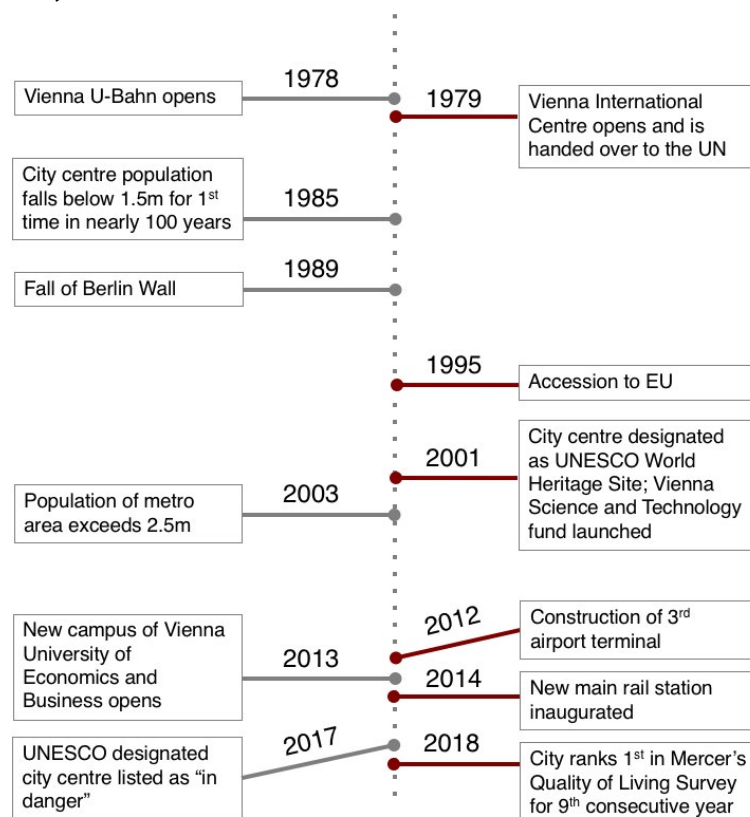 1978
Vienna U-Bahn opens
1979
Vienna International
Centre opens and is
handed over to the UN
City centre population
falls below 1.5m for 1st
time in nearly 100 years
1985
1989
Fall of Berlin Wall
1995
Accession to EU
City centre designated
as UNESCO World
Heritage Site; Vienna
Science and Technology
fund launched
2001
2003
Population of metro
area exceeds 2.5m
2012
Construction of 3rd
airport terminal
New campus of Vienna
University of
Economics and
Business opens
2013
2014
New main rail station
inaugurated
2017
UNESCO designated
city centre listed as “in
danger”
2018
City ranks 1st in Mercer’s
Quality of Living Survey
for 9th consecutive year